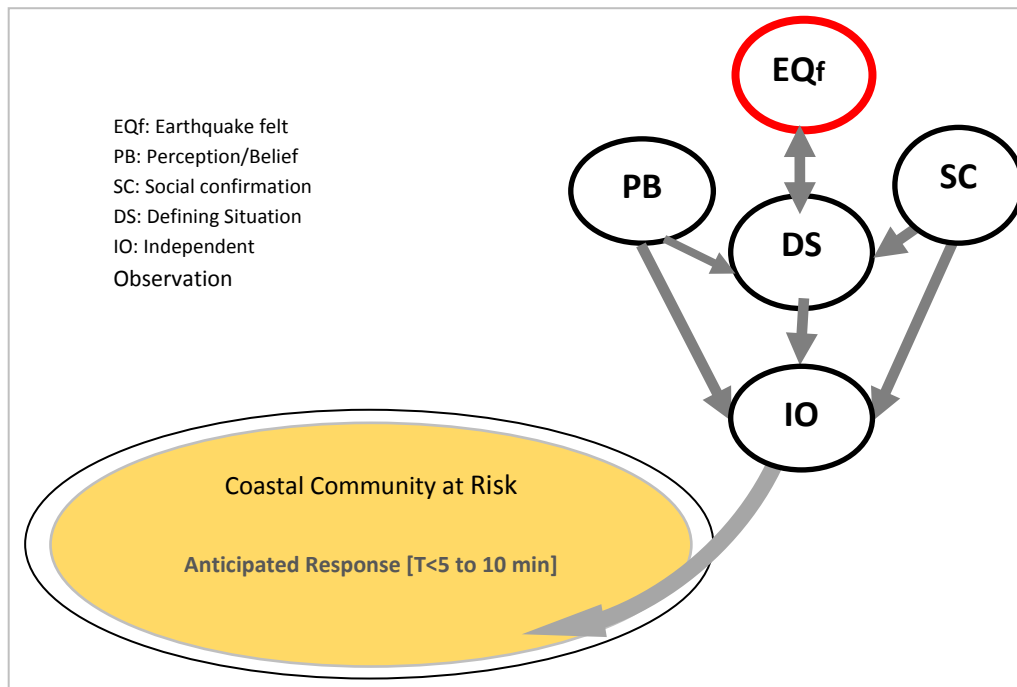 EQf
EQf: Earthquake felt
PB: Perception/Belief
SC: Social confirmation
DS: Defining Situation
IO: Independent
Observation
PB
SC
DS
IO
Coastal Community at Risk
Anticipated Response [T<5 to 10 min]